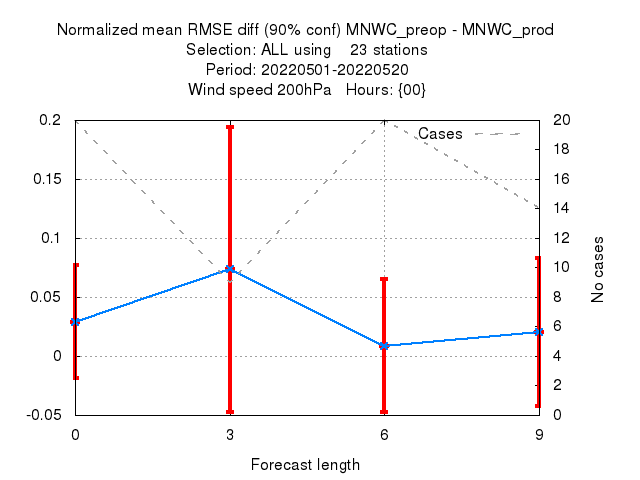 Normalized mean RMSE diff (90% conf) MNWC_preop - MNWC_prod
Selection: ALL using    23 stations
Period: 20220501-20220520
Wind speed 200hPa   Hours: {00}
Cases
0.2
0.15
0.1
0.05
0
-0.05
20
18
16
14
12
10
8
6
4
2
0
No cases
0 3 6 9
Forecast length